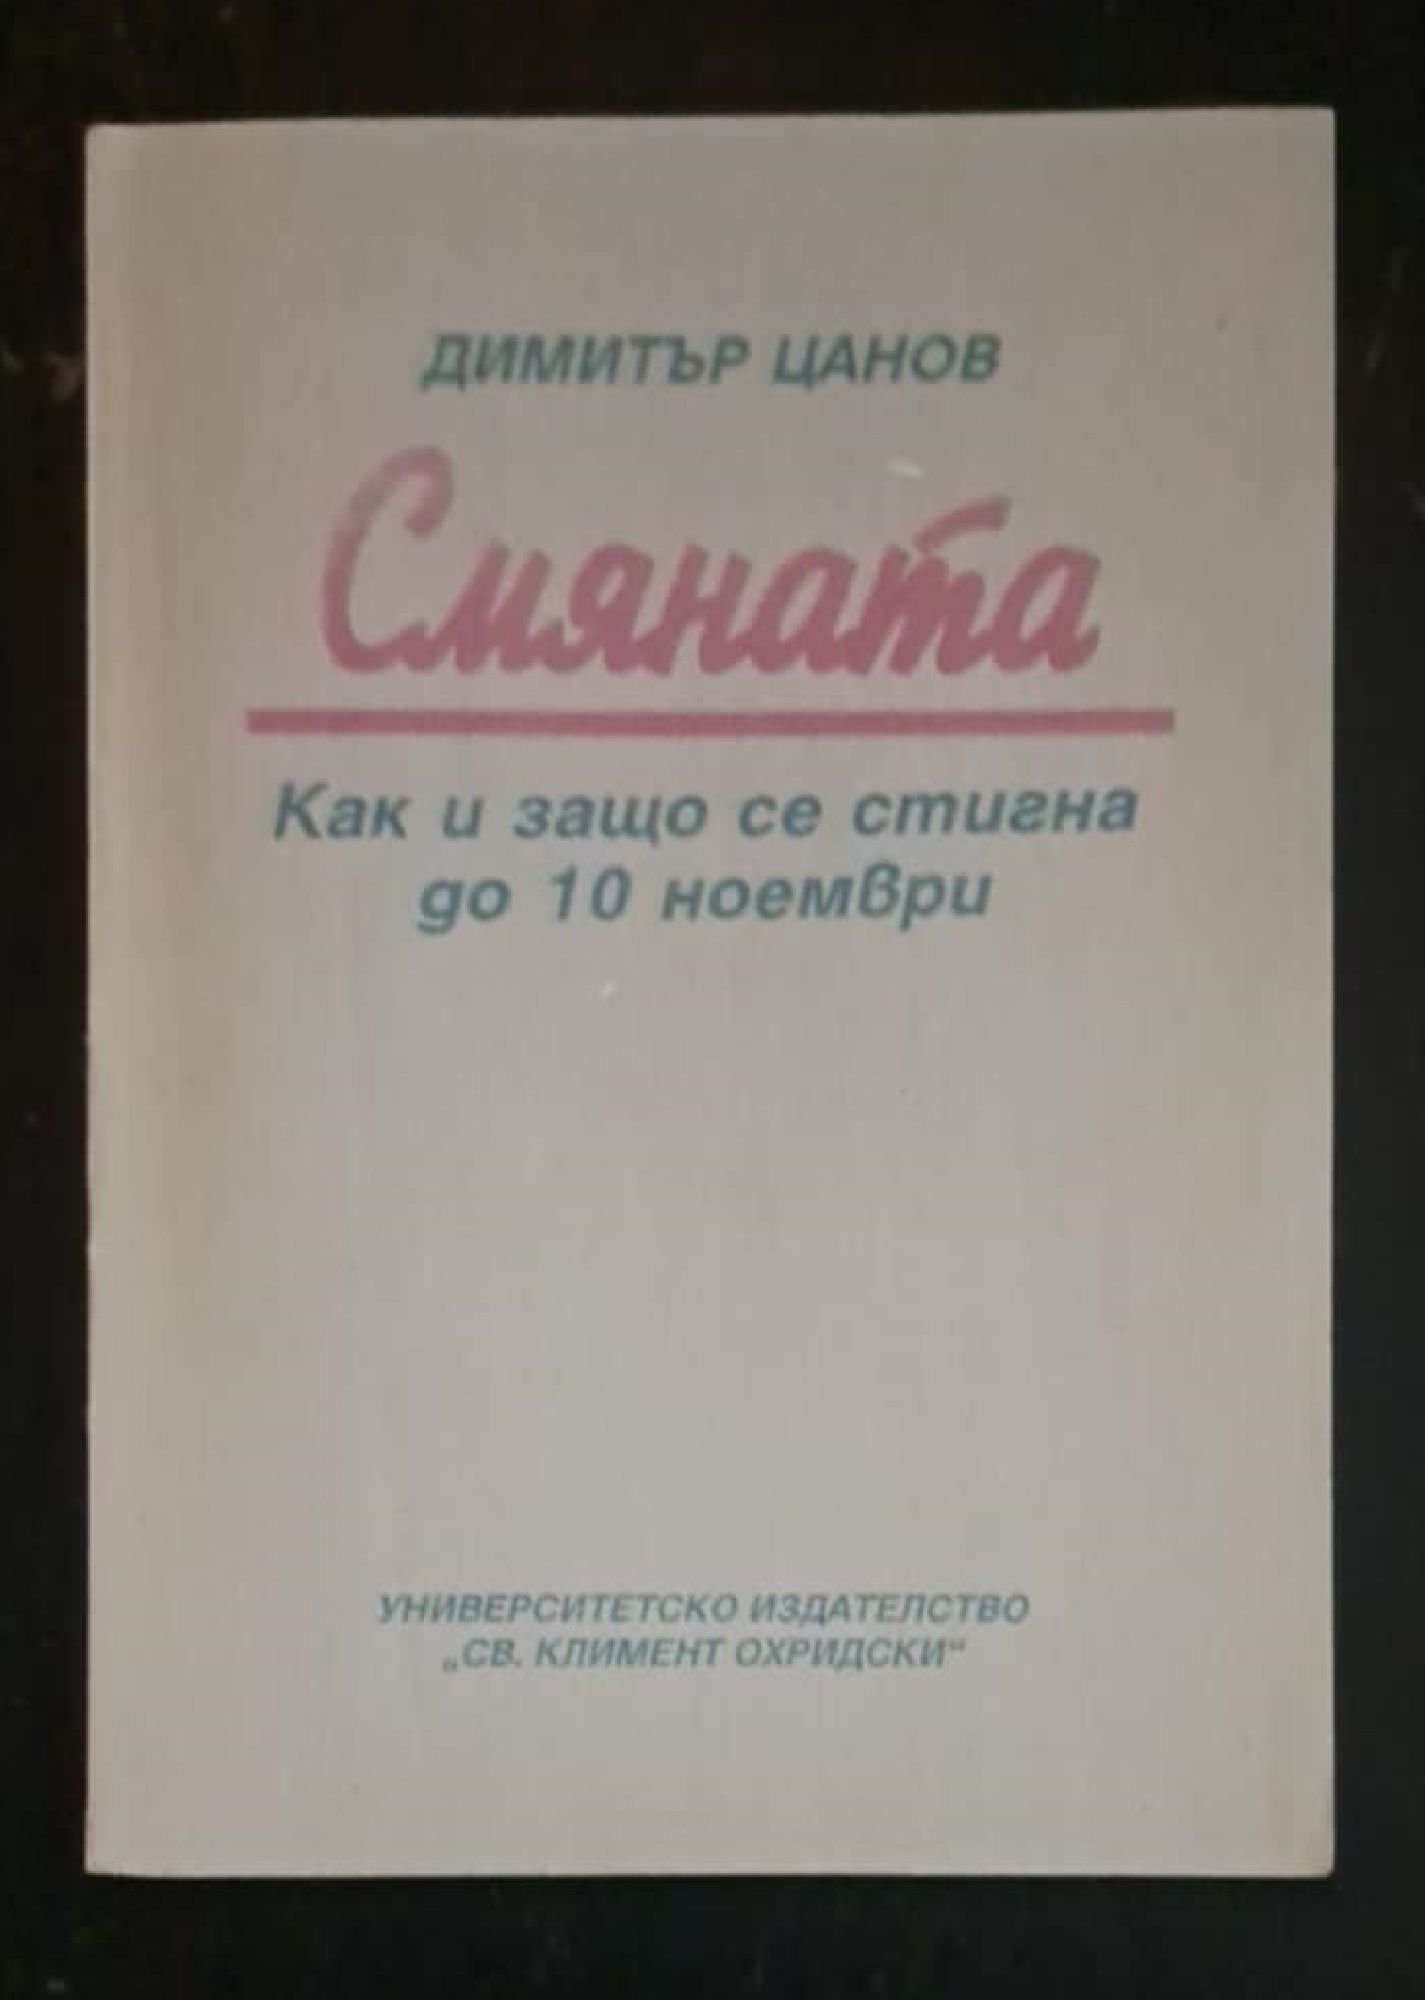 ДИМИТЪР ЦАНОВ
Смяната
Как и защо се стигна
до 10 ноември
УНИВЕРСИТЕТСКО ИЗДАТЕЛСТВО
„СВ. КЛИМЕНТ ОХРИДСКИ“